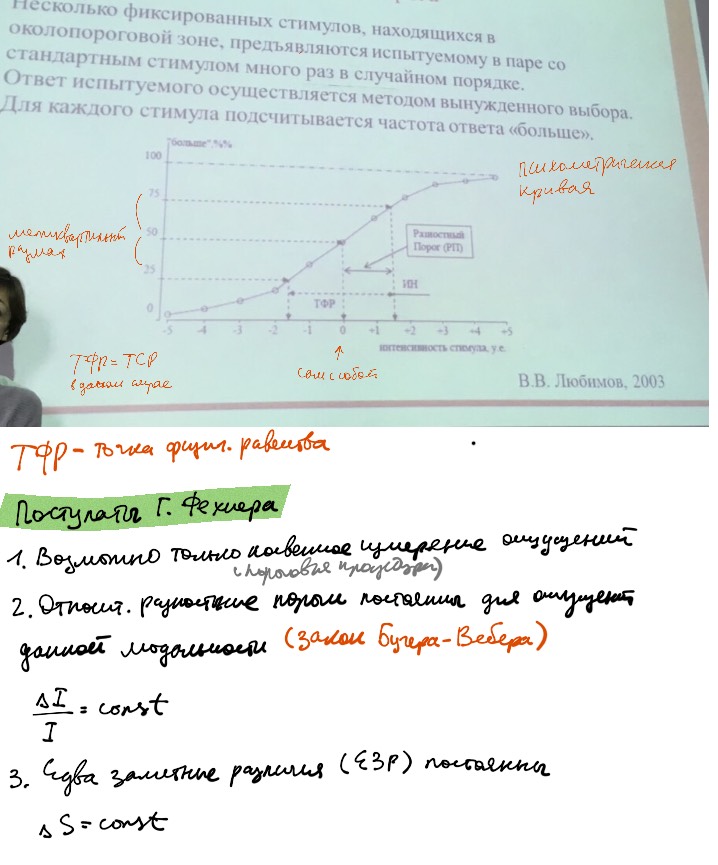 Несколько фиксированных стимулов, находящихся в
околопороговой зоне, предъявляются испытуемому в паре со
стандартным стимулом много раз в случайном порядке.
Ответ испытуемого осуществляется методом вынужденного выбора.
Для каждого стимула подсчитывается частота ответа «больше».
"больше",%%
100
75
50
25
0
психометрическая
кривая
межквартильный
размах
Разностный
Порог (РП)
ИН
ТФР
-5 -4 -3 -2 -1 0 +1 +2 +3 +4 +5
интенсивность стимула, у.е.
ТФР = ТСР
в данном случае
сам с собой
В.В. Любимов, 2003
ТФР - точка физич. равенства
Постулаты Г. Фехнера
1. Возможно только косвенное измерение ощущений
(пороговые процедуры)
2. Относит. разностные пороги постоянны для ощущений
данной модальности (закон Бугера-Вебера)
ΔI/I = const
3. Едва заметные различия (ЕЗР) постоянны
ΔS = const